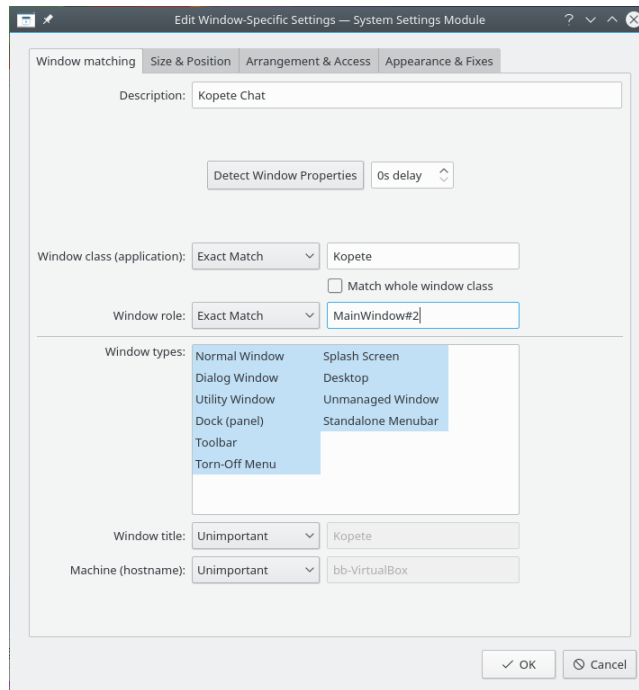 Edit Window-Specific Settings — System Settings Module
Window matching Size & Position Arrangement & Access Appearance & Fixes
Description: Kopete Chat
Detect Window Properties 0s delay
Window class (application): Exact Match Kopete
Match whole window class
Window role: Exact Match MainWindow#2
Window types: Normal Window Splash Screen
Dialog Window Desktop
Utility Window Unmanaged Window
Dock (panel) Standalone Menubar
Toolbar
Torn-Off Menu
Window title: Unimportant Kopete
Machine (hostname): Unimportant bb-VirtualBox
OK Cancel